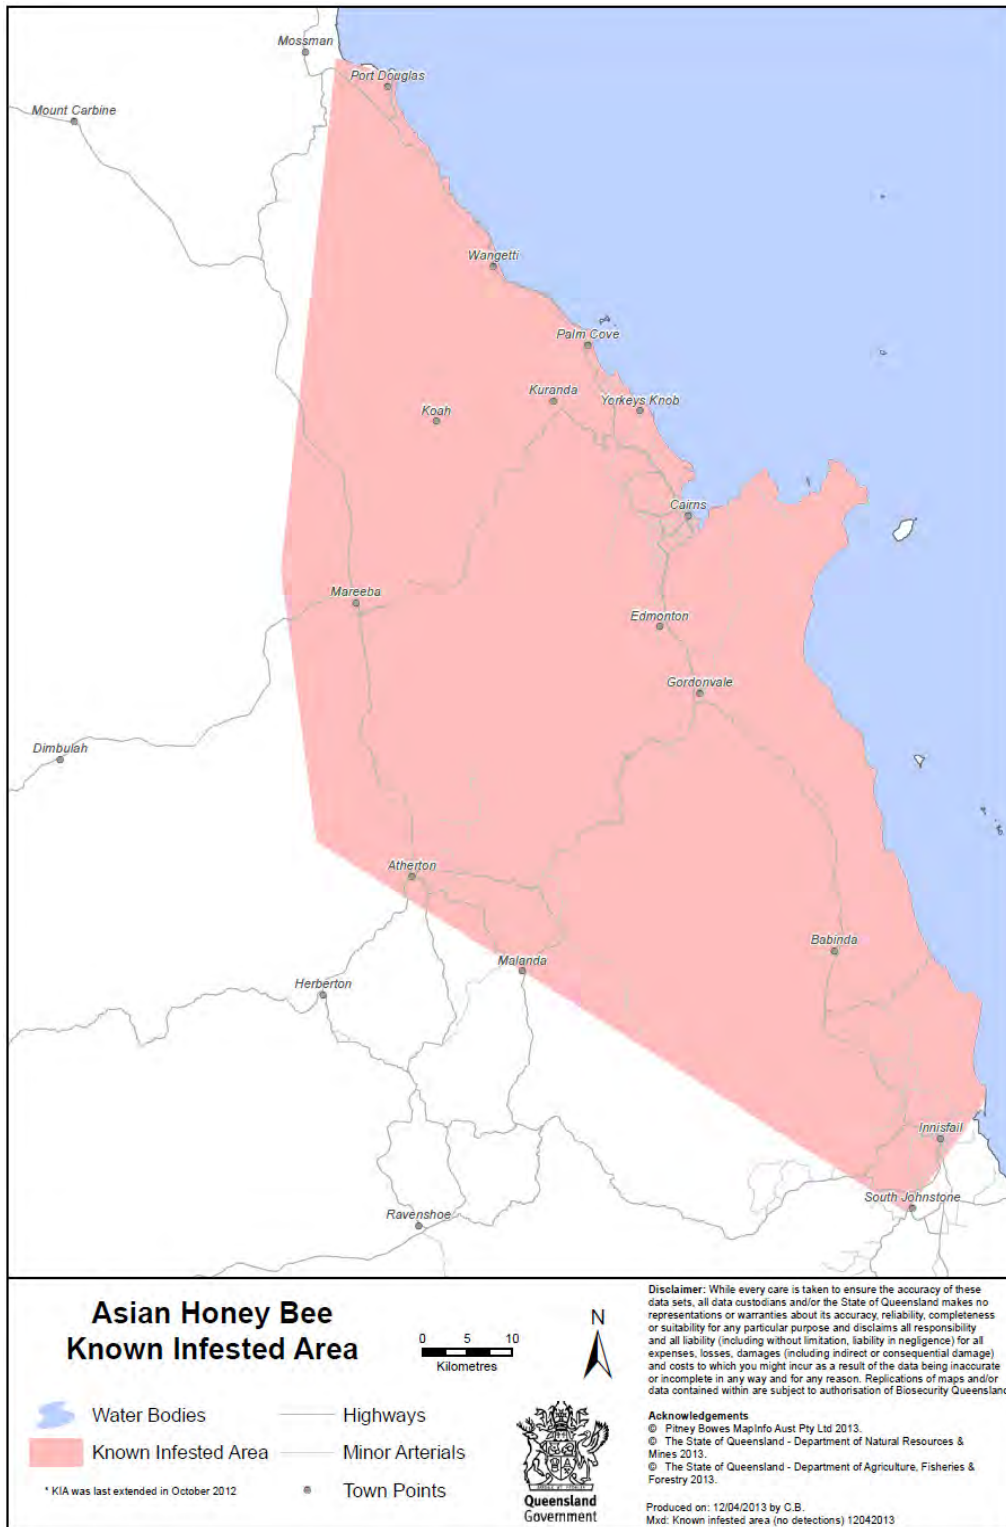 Mossman
Port Douglas
Mount Carbine
Wangetti
Palm Cove
Kuranda
Yorkeys Knob
Koah
Cairns
Mareeba
Edmonton
Gordonvale
Dimbulah
Atherton
Babinda
Malanda
Herberton
Innisfail
South Johnstone
Ravenshoe
Asian Honey Bee
Known Infested Area
0 5 10
Kilometres
N
Water Bodies
Known Infested Area
* KIA was last extended in October 2012
Highways
Minor Arterials
Town Points
Queensland
Government
Disclaimer: While every care is taken to ensure the accuracy of these
data sets, all data custodians and/or the State of Queensland makes no
representations or warranties about its accuracy, reliability, completeness
or suitability for any particular purpose and disclaims all responsibility
and all liability (including without limitation, liability in negligence) for all
expenses, losses, damages (including indirect or consequential damage)
and costs to which you might incur as a result of the data being inaccurate
or incomplete in any way and for any reason. Replications of maps and/or
data contained within are subject to authorisation of Biosecurity Queensland
Acknowledgements
© Pitney Bowes MapInfo Aust Pty Ltd 2013.
© The State of Queensland - Department of Natural Resources &
Mines 2013.
© The State of Queensland - Department of Agriculture, Fisheries &
Forestry 2013.
Produced on: 12/04/2013 by C.B.
Mxd: Known infested area (no detections) 12042013